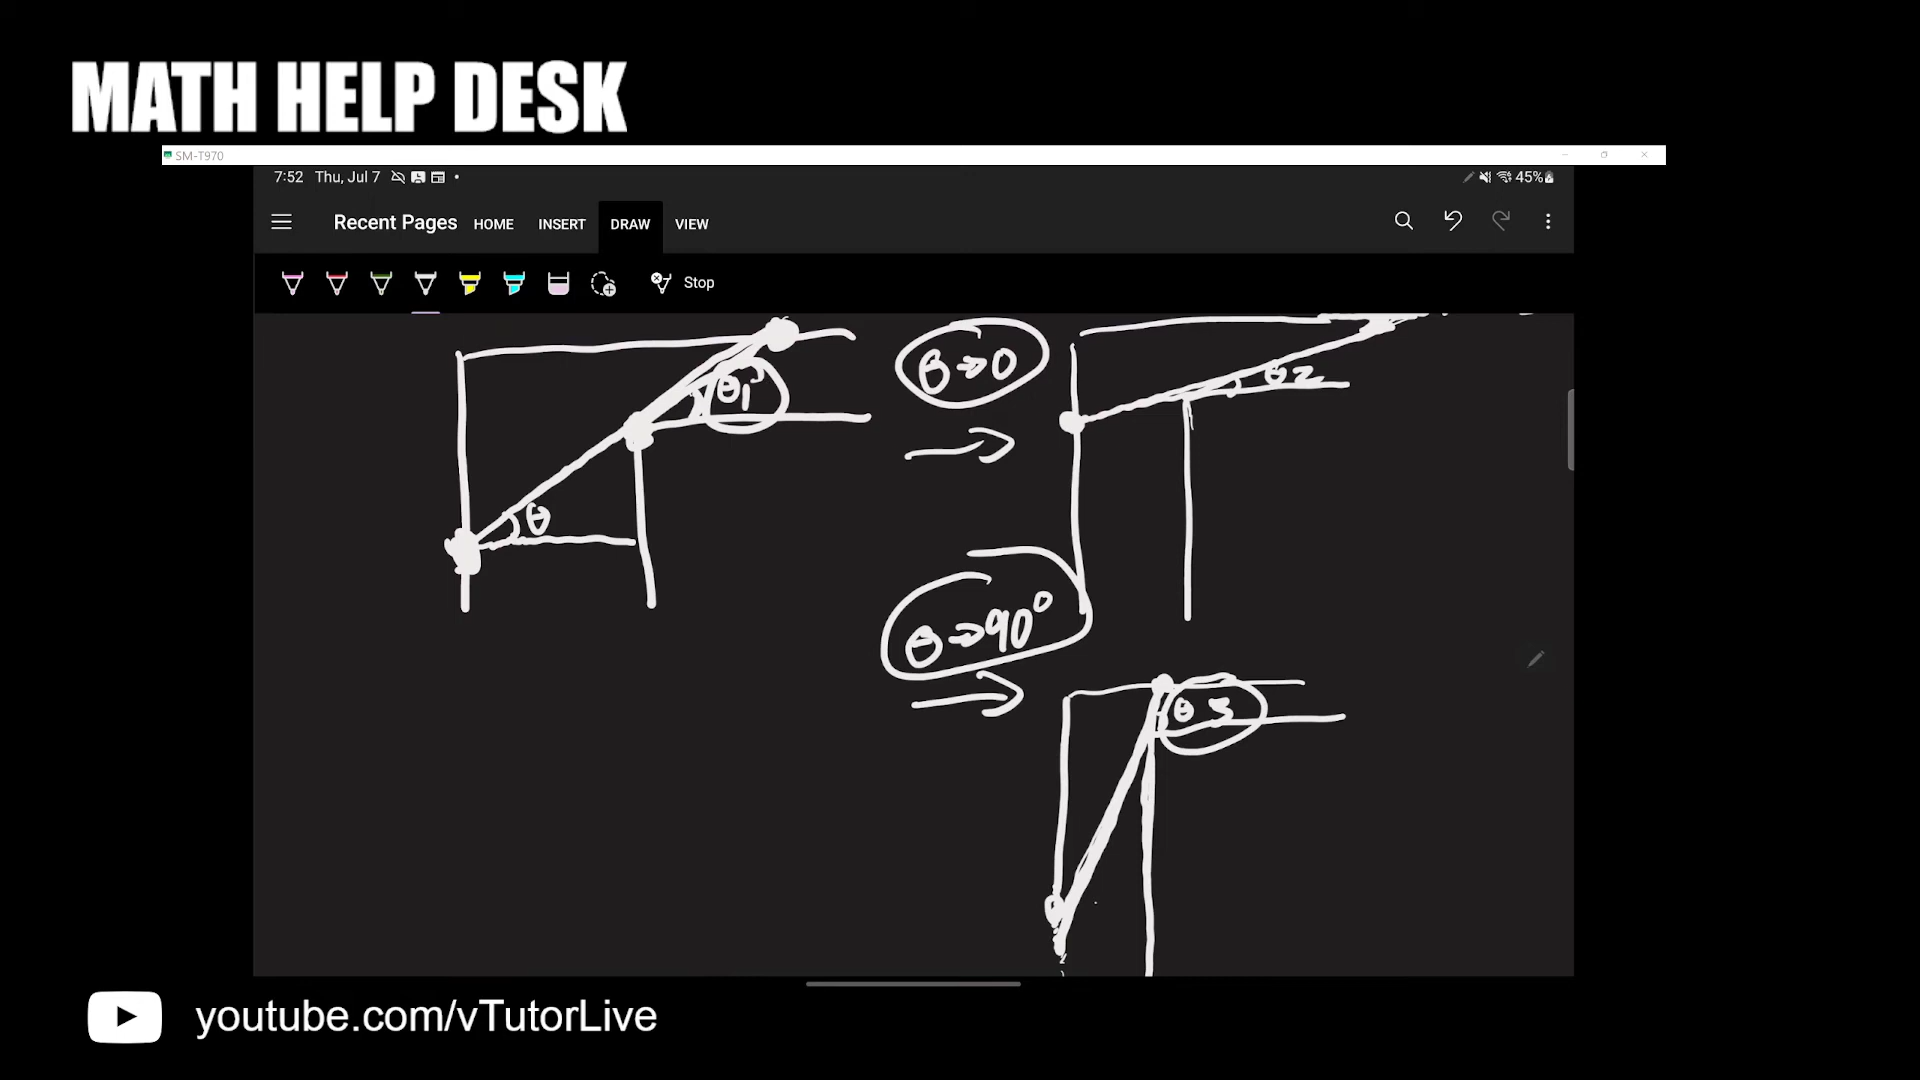 MATH HELP DESK
SM-T970
7:52 Thu, Jul 7
45%
Recent Pages HOME INSERT DRAW VIEW
Stop
θ1
θ→0
θ2
θ
θ→90°
θ3
youtube.com/vTutorLive